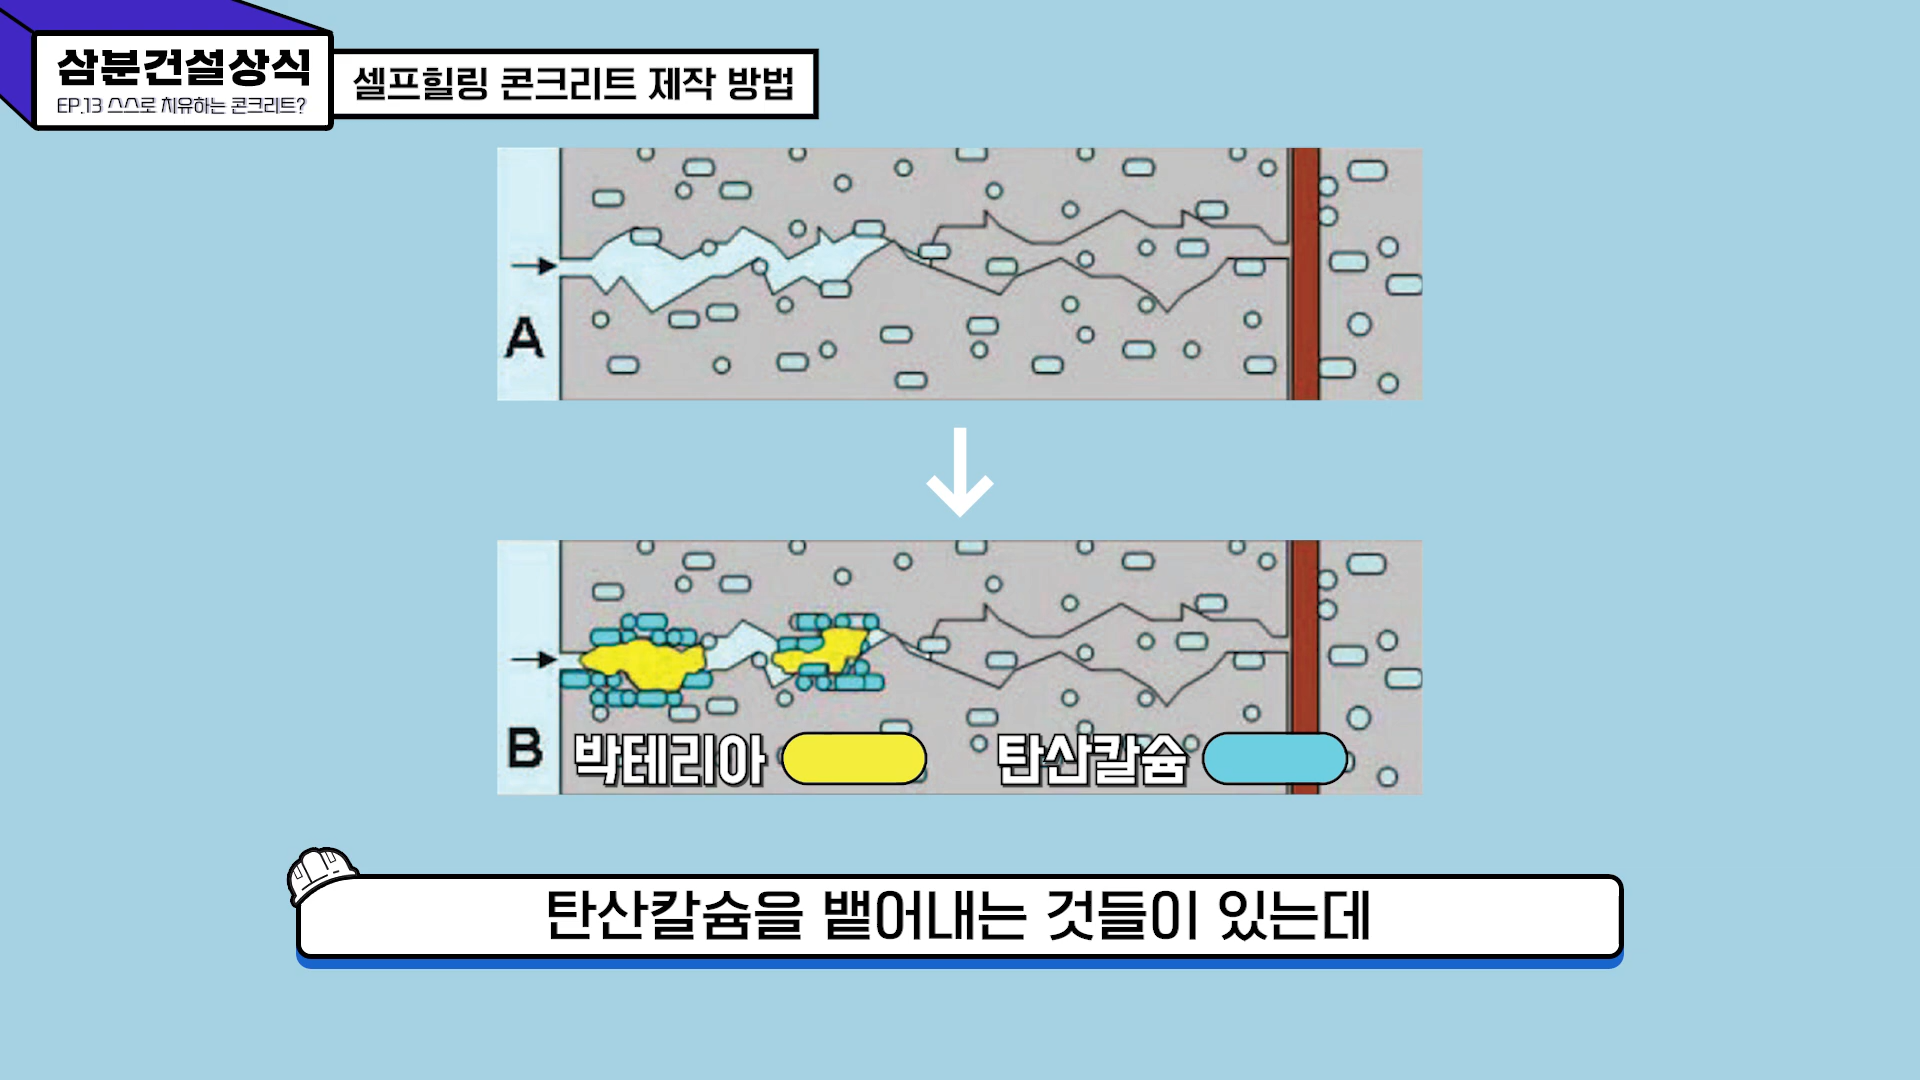 삼분건설상식
EP.13 스스로 치유하는 콘크리트?
셀프힐링 콘크리트 제작 방법
A
B
박테리아
탄산칼슘
탄산칼슘을 뱉어내는 것들이 있는데